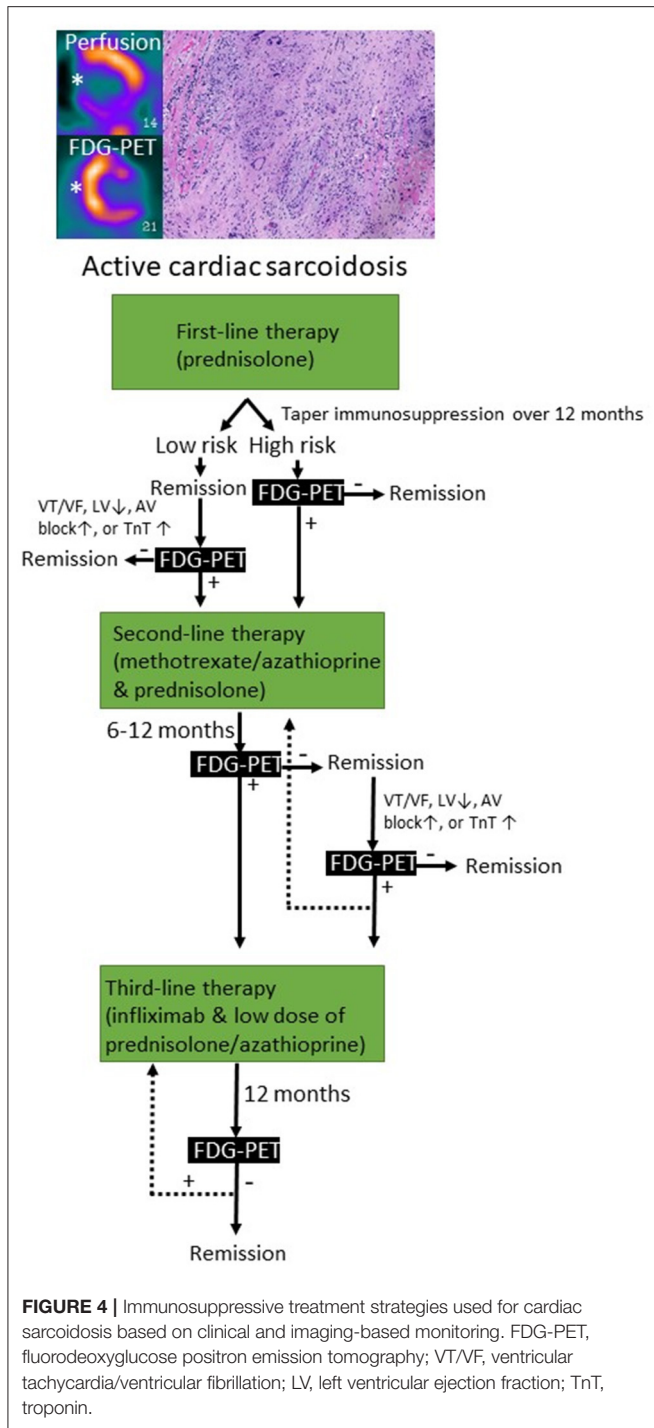 Perfusion
*
14
FDG-PET
*
21
Active cardiac sarcoidosis
First-line therapy
(prednisolone)
Taper immunosuppression over 12 months
Low risk High risk
Remission
FDG-PET
-
Remission
+
VT/VF, LV↓, AV
block↑, or TnT ↑
Remission
-
FDG-PET
+
Second-line therapy
(methotrexate/azathioprine
& prednisolone)
6-12 months
FDG-PET
-
Remission
+
VT/VF, LV↓, AV
block↑, or TnT ↑
FDG-PET
-
Remission
+
Third-line therapy
(infliximab & low dose of
prednisolone/azathioprine)
12 months
FDG-PET
+ -
Remission
FIGURE 4 | Immunosuppressive treatment strategies used for cardiac
sarcoidosis based on clinical and imaging-based monitoring. FDG-PET,
fluorodeoxyglucose positron emission tomography; VT/VF, ventricular
tachycardia/ventricular fibrillation; LV, left ventricular ejection fraction; TnT,
troponin.